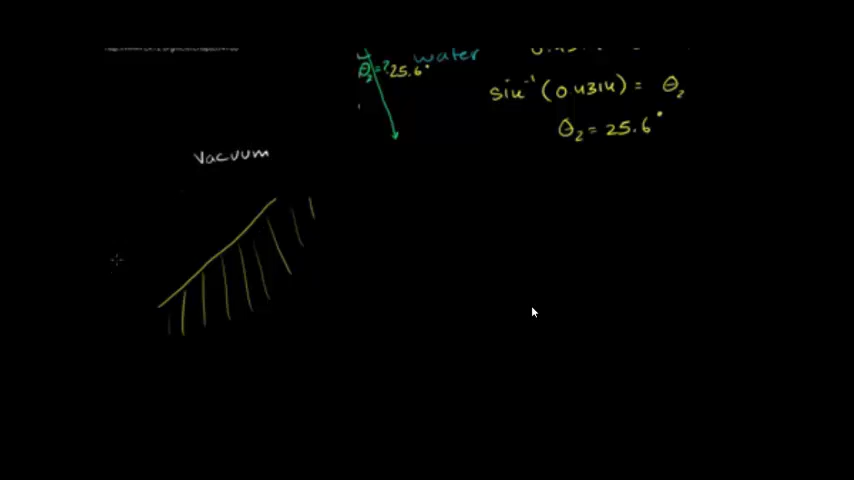 water
θ₂=? 25.6°
sin⁻¹(0.4314) = θ₂
θ₂ = 25.6°
Vacuum